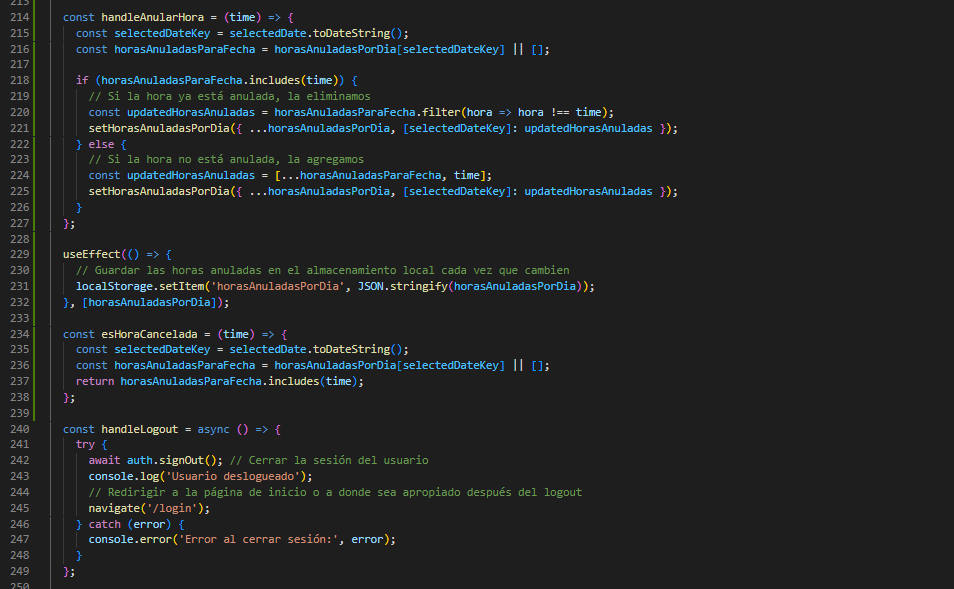 213
214 const handleAnularHora = (time) => {
215 const selectedDateKey = selectedDate.toDateString();
216 const horasAnuladasParaFecha = horasAnuladasPorDia[selectedDateKey] || [];
217
218 if (horasAnuladasParaFecha.includes(time)) {
219 // Si la hora ya está anulada, la eliminamos
220 const updatedHorasAnuladas = horasAnuladasParaFecha.filter(hora => hora !== time);
221 setHorasAnuladasPorDia({ ...horasAnuladasPorDia, [selectedDateKey]: updatedHorasAnuladas });
222 } else {
223 // Si la hora no está anulada, la agregamos
224 const updatedHorasAnuladas = [...horasAnuladasParaFecha, time];
225 setHorasAnuladasPorDia({ ...horasAnuladasPorDia, [selectedDateKey]: updatedHorasAnuladas });
226 }
227 };
228
229 useEffect(() => {
230 // Guardar las horas anuladas en el almacenamiento local cada vez que cambien
231 localStorage.setItem('horasAnuladasPorDia', JSON.stringify(horasAnuladasPorDia));
232 }, [horasAnuladasPorDia]);
233
234 const esHoraCancelada = (time) => {
235 const selectedDateKey = selectedDate.toDateString();
236 const horasAnuladasParaFecha = horasAnuladasPorDia[selectedDateKey] || [];
237 return horasAnuladasParaFecha.includes(time);
238 };
239
240 const handleLogout = async () => {
241 try {
242 await auth.signOut(); // Cerrar la sesión del usuario
243 console.log('Usuario deslogueado');
244 // Redirigir a la página de inicio o a donde sea apropiado después del logout
245 navigate('/login');
246 } catch (error) {
247 console.error('Error al cerrar sesión:', error);
248 }
249 };
250